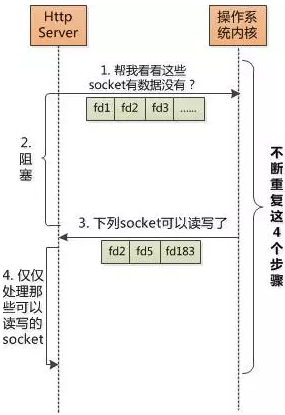 Http
Server
操作系
统内核
1. 帮我看看这些
socket有数据没有？
fd1 fd2 fd3 ……
2.
阻
塞
3. 下列socket可以读写了
fd2 fd5 fd183
4. 仅仅
处理那
些可以
读写的
socket
不
断
重
复
这
4
个
步
骤